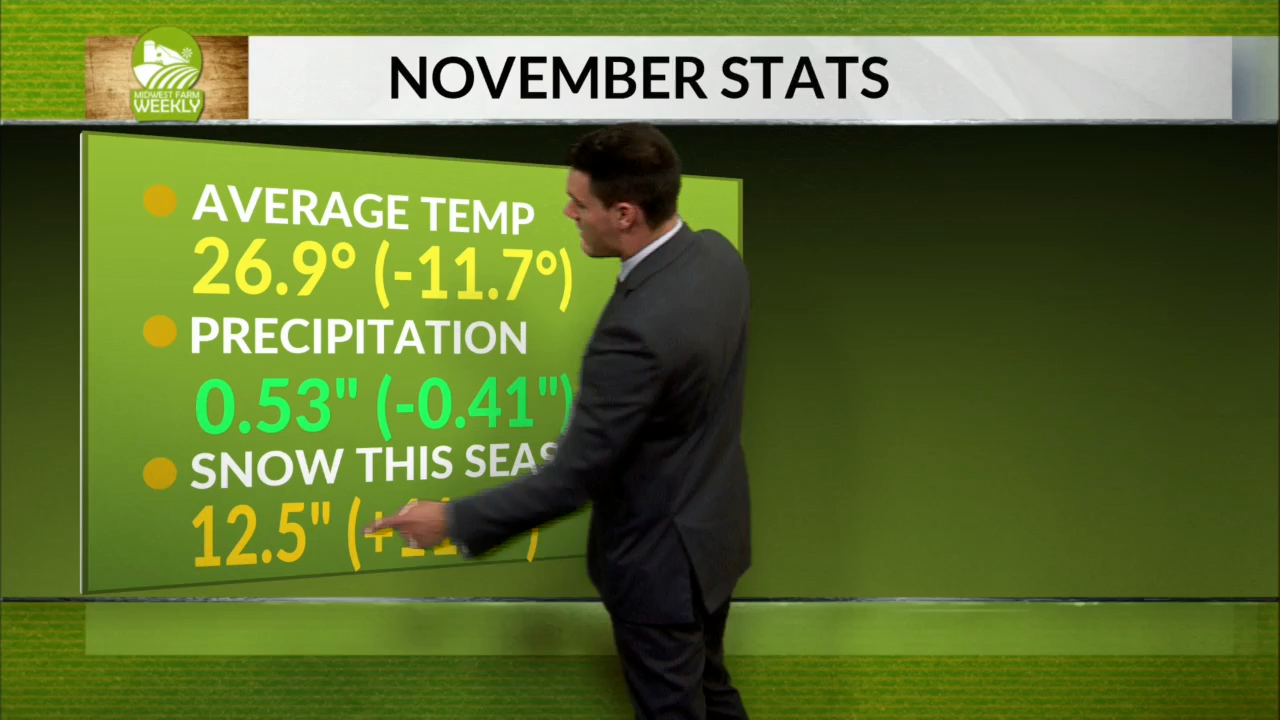 MIDWEST FARM
WEEKLY
NOVEMBER STATS
AVERAGE TEMP
26.9° (-11.7°)
PRECIPITATION
0.53" (-0.41")
SNOW THIS
12.5"